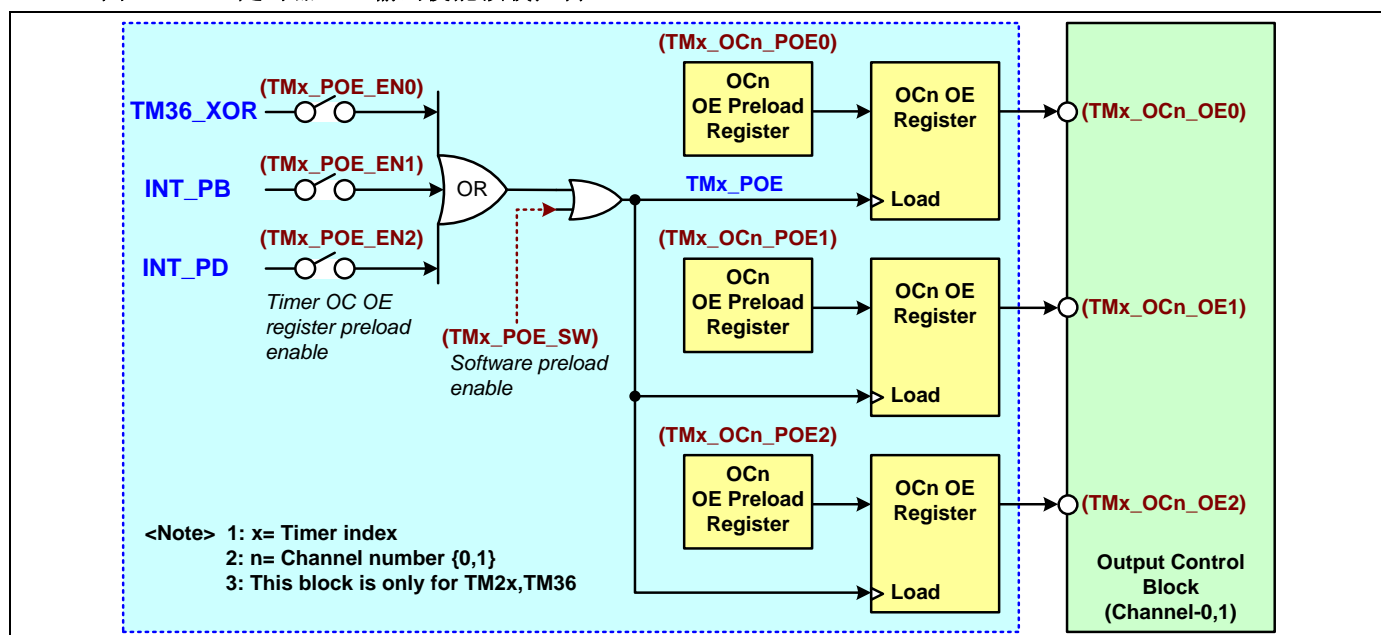 (TMx_OCn_POE0)
(TMx_POE_EN0)
TM36_XOR
OCn
OE Preload
Register
OCn OE
Register
(TMx_OCn_OE0)
(TMx_POE_EN1)
INT_PB
OR
TMx_POE
Load
(TMx_POE_EN2)
INT_PD
(TMx_OCn_POE1)
Timer OC OE
register preload
enable
(TMx_POE_SW)
Software preload
enable
OCn
OE Preload
Register
OCn OE
Register
(TMx_OCn_OE1)
Load
(TMx_OCn_POE2)
OCn
OE Preload
Register
OCn OE
Register
(TMx_OCn_OE2)
Load
<Note> 1: x= Timer index
2: n= Channel number {0,1}
3: This block is only for TM2x,TM36
Output Control
Block
(Channel-0,1)